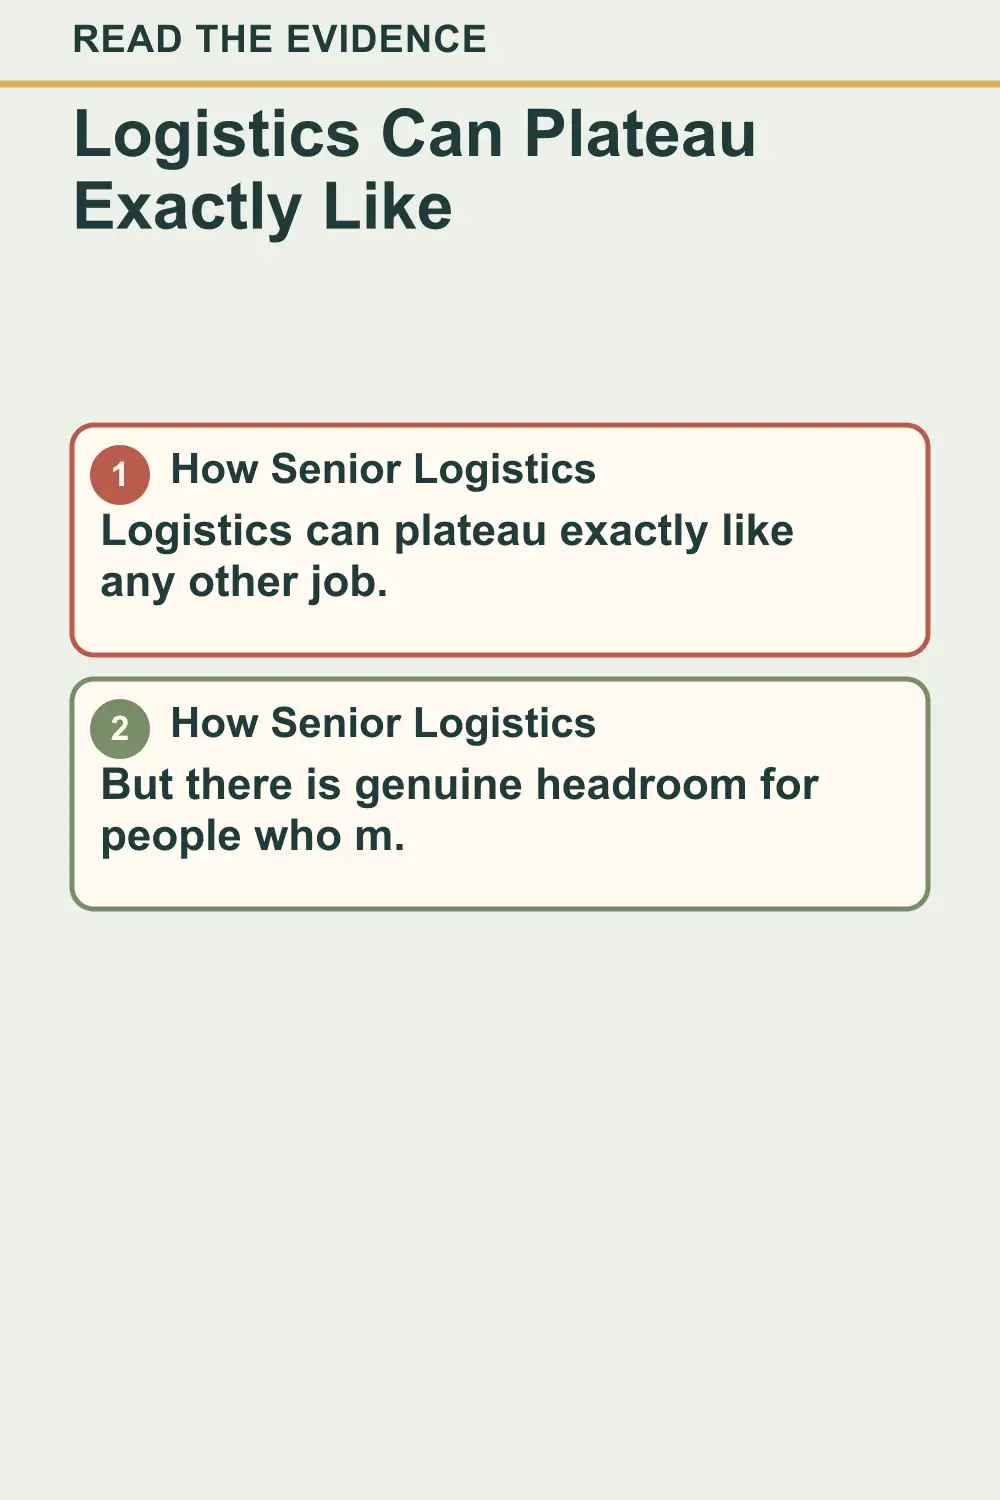 READ THE EVIDENCE
Logistics Can Plateau
Exactly Like
1 How Senior Logistics
Logistics can plateau exactly like
any other job.
2 How Senior Logistics
But there is genuine headroom for
people who m.